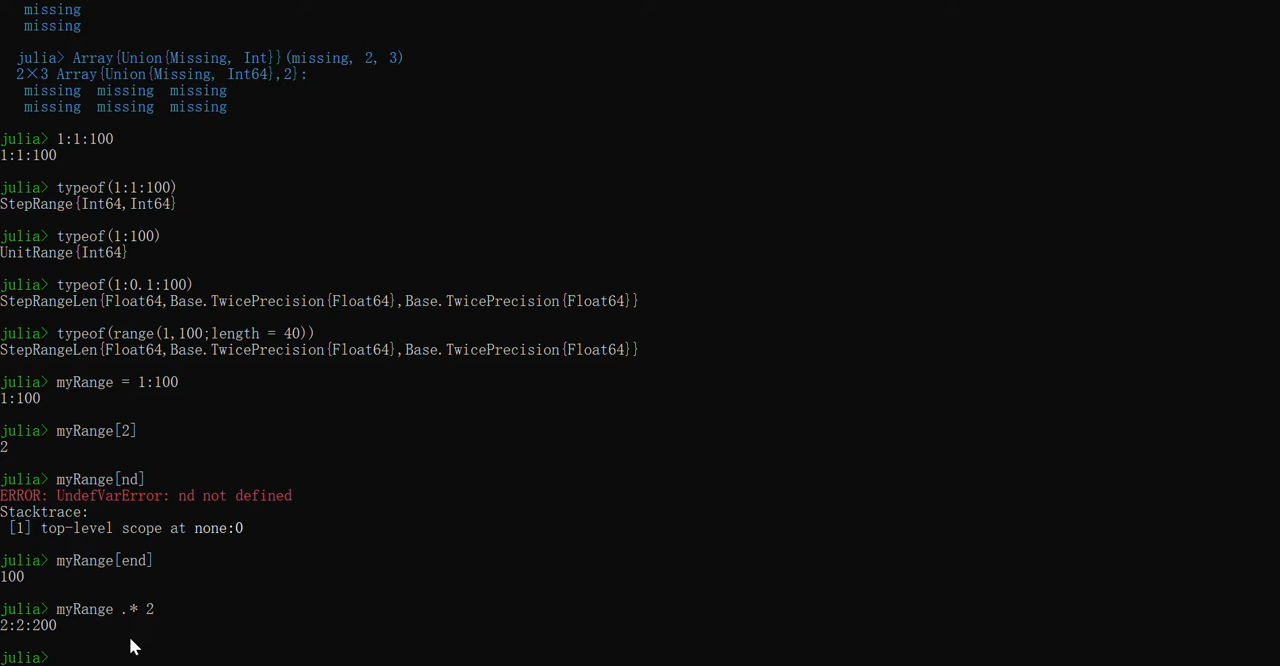 missing
missing
julia> Array{Union{Missing, Int}}(missing, 2, 3)
2×3 Array{Union{Missing, Int64},2}:
missing  missing  missing
missing  missing  missing
julia> 1:1:100
1:1:100
julia> typeof(1:1:100)
StepRange{Int64,Int64}
julia> typeof(1:100)
UnitRange{Int64}
julia> typeof(1:0.1:100)
StepRangeLen{Float64,Base.TwicePrecision{Float64},Base.TwicePrecision{Float64}}
julia> typeof(range(1,100;length = 40))
StepRangeLen{Float64,Base.TwicePrecision{Float64},Base.TwicePrecision{Float64}}
julia> myRange = 1:100
1:100
julia> myRange[2]
2
julia> myRange[nd]
ERROR: UndefVarError: nd not defined
Stacktrace:
[1] top-level scope at none:0
julia> myRange[end]
100
julia> myRange .* 2
2:2:200
julia>